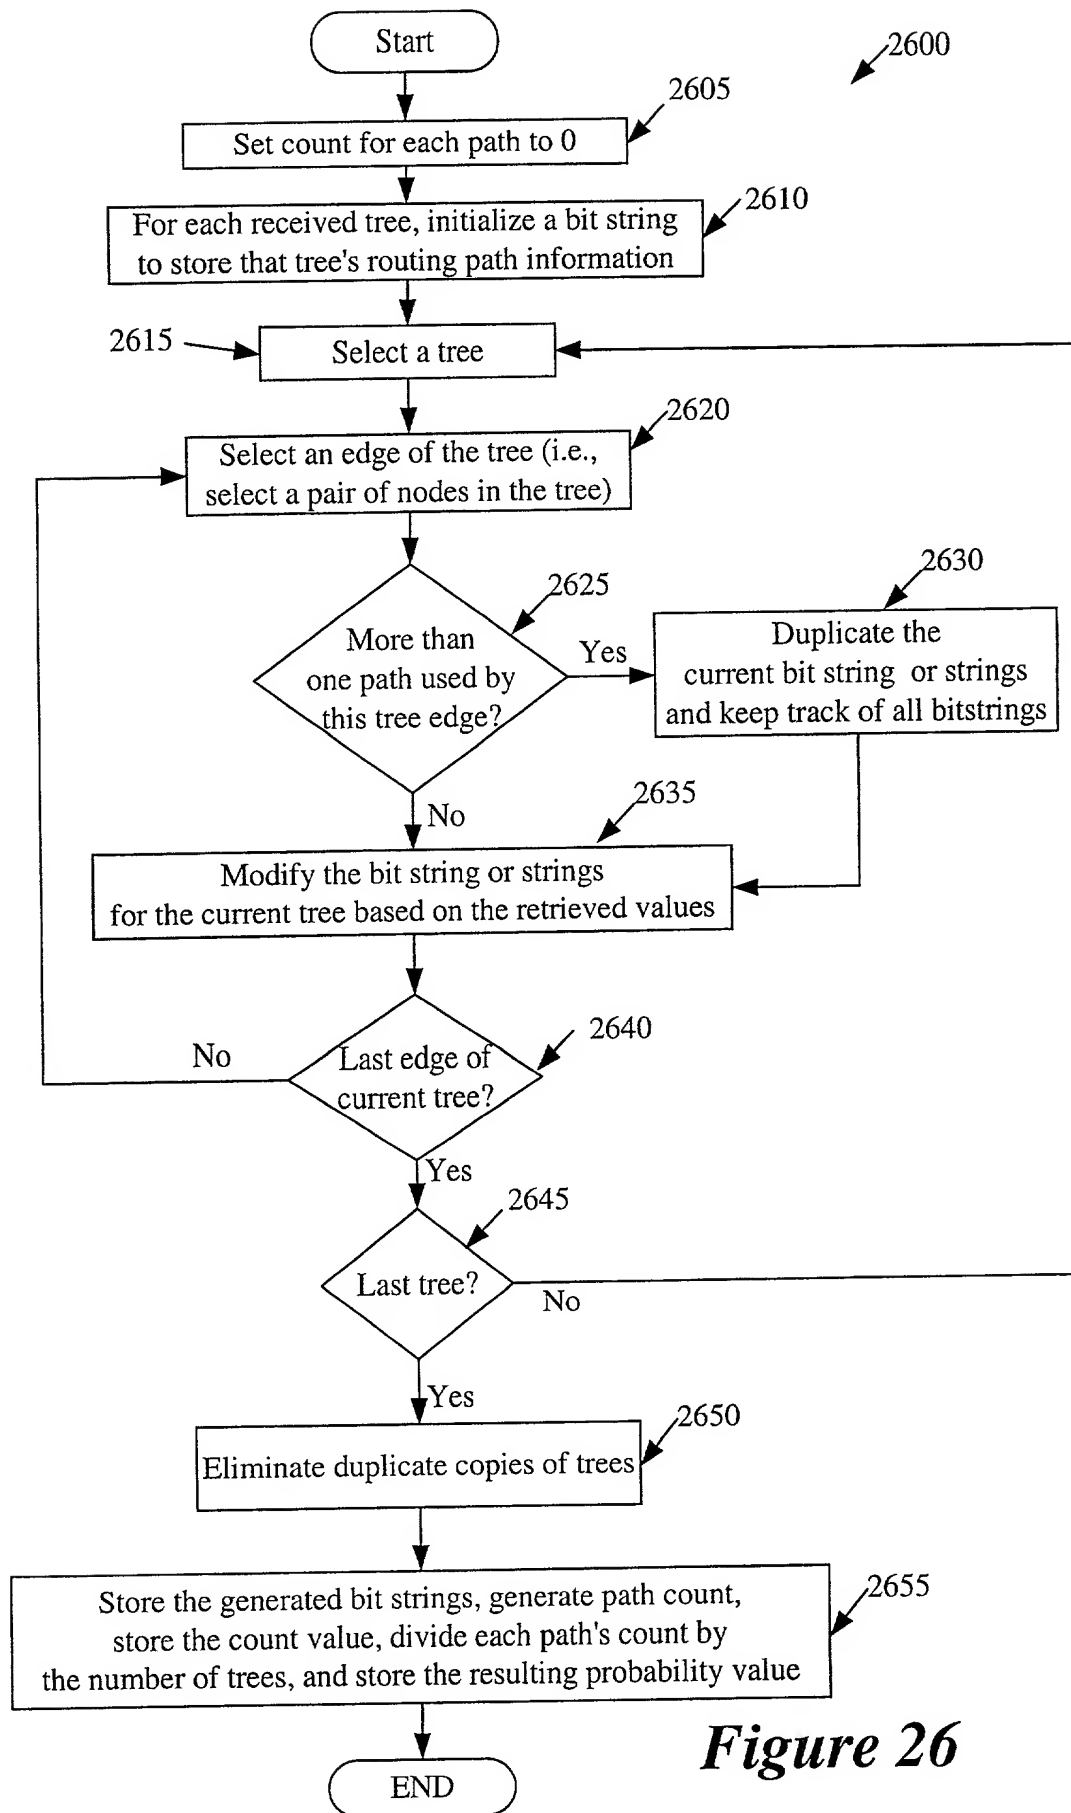 Start
2600
2605
Set count for each path to 0
2610
For each received tree, initialize a bit string
to store that tree's routing path information
2615
Select a tree
2620
Select an edge of the tree (i.e.,
select a pair of nodes in the tree)
2625
More than
one path used by
this tree edge?
Yes
2630
Duplicate the
current bit string or strings
and keep track of all bitstrings
No
2635
Modify the bit string or strings
for the current tree based on the retrieved values
2640
Last edge of
current tree?
No
Yes
2645
Last tree?
No
Yes
2650
Eliminate duplicate copies of trees
2655
Store the generated bit strings, generate path count,
store the count value, divide each path's count by
the number of trees, and store the resulting probability value
END
Figure 26